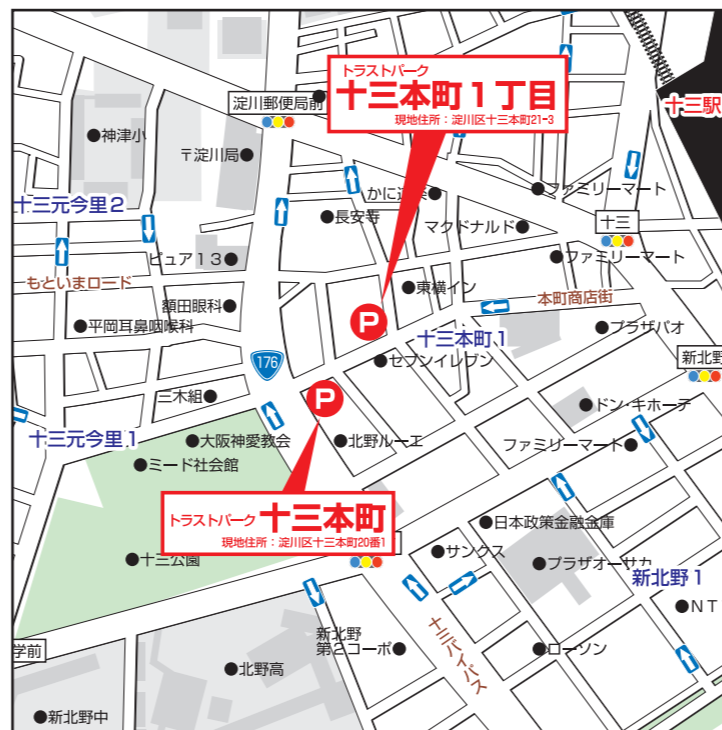 トラストパーク
十三本町1丁目
現地住所：淀川区十三本町21-3
十三駅
淀川郵便局前
神津小
〒淀川局
かに道楽
ファミリーマート
十三元今里2
長安寺
マクドナルド
十三
ピュア13
ファミリーマート
もといまロード
東横イン
本町商店街
額田眼科
平岡耳鼻咽喉科
P
十三本町1
プラザパオ
176
セブンイレブン
新北野
三木組
P
ドン・キホーテ
十三元今里1
大阪神愛教会
北野ルーエ
ファミリーマート
ミード社会館
トラストパーク 十三本町
現地住所：淀川区十三本町20番1
日本政策金融金庫
十三公園
サンクス
プラザオーサカ
新北野1
NT
新北野
第2コーポ
十三バイパス
ローソン
学前
北野高
新北野中